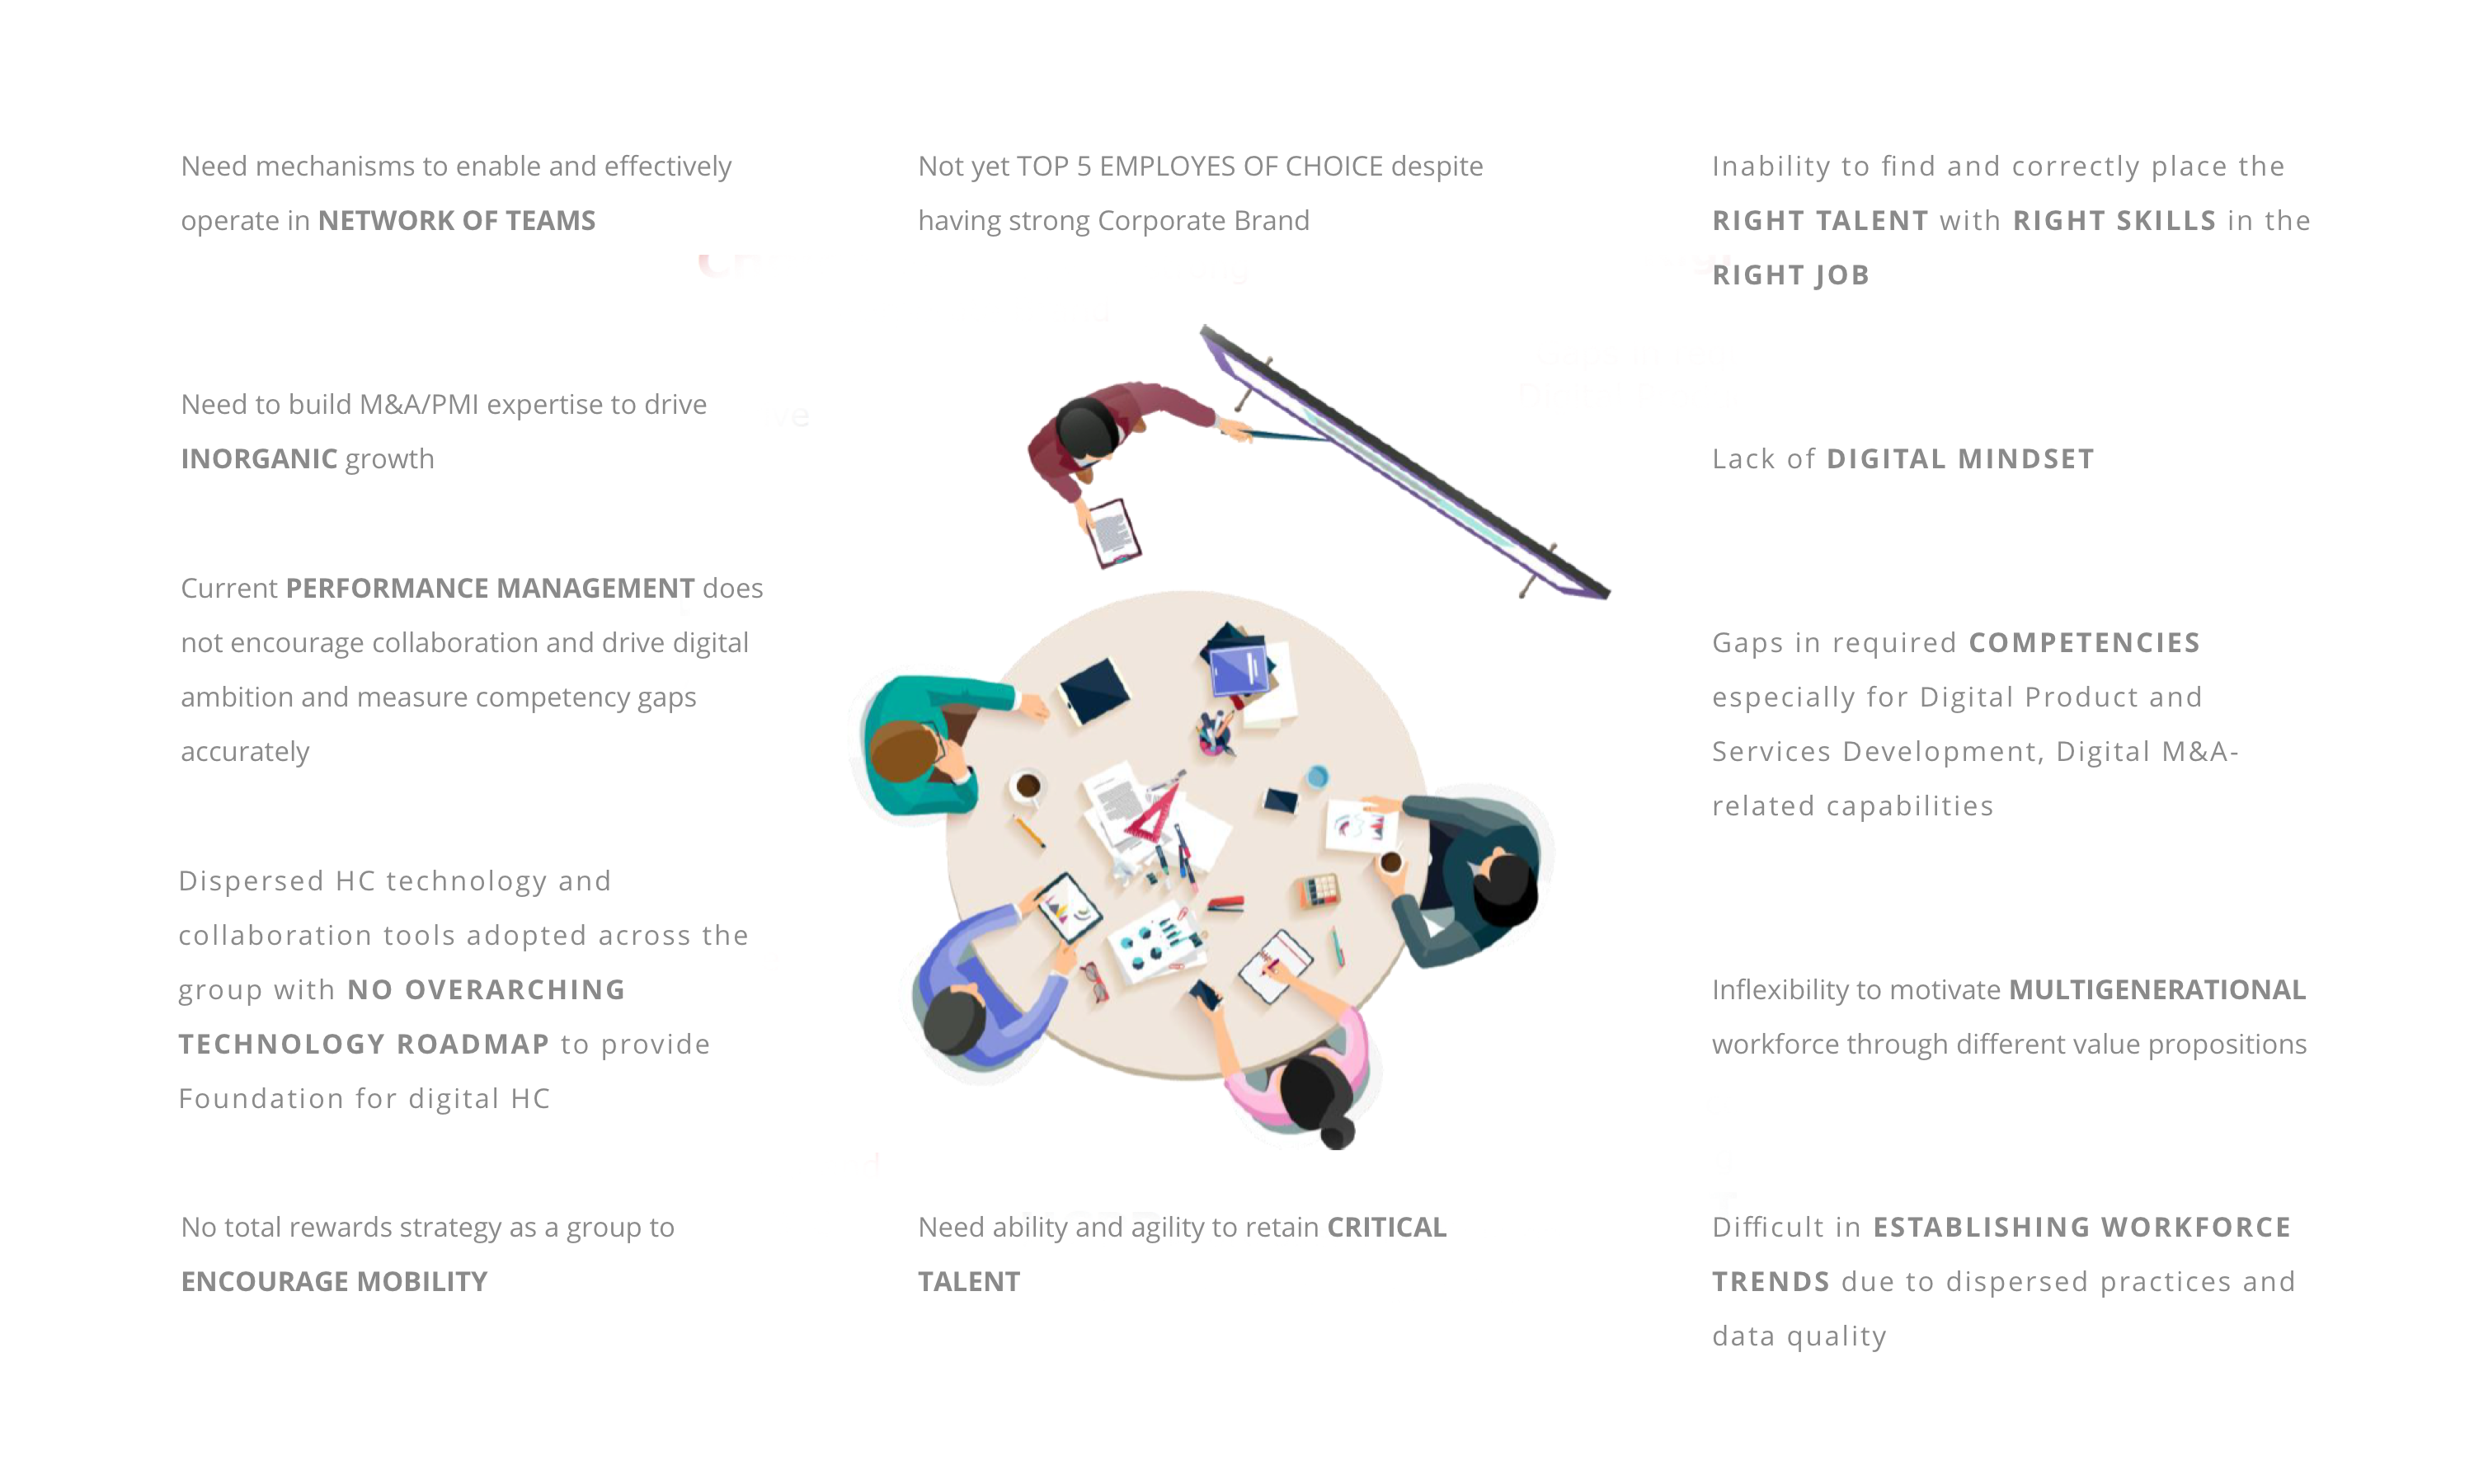 Need mechanisms to enable and effectively
operate in NETWORK OF TEAMS
Not yet TOP 5 EMPLOYES OF CHOICE despite
having strong Corporate Brand
Inability to find and correctly place the
RIGHT TALENT with RIGHT SKILLS in the
RIGHT JOB
Need to build M&A/PMI expertise to drive
INORGANIC growth
Lack of DIGITAL MINDSET
Current PERFORMANCE MANAGEMENT does
not encourage collaboration and drive digital
ambition and measure competency gaps
accurately
Gaps in required COMPETENCIES
especially for Digital Product and
Services Development, Digital M&A-
related capabilities
Dispersed HC technology and
collaboration tools adopted across the
group with NO OVERARCHING
TECHNOLOGY ROADMAP to provide
Foundation for digital HC
Inflexibility to motivate MULTIGENERATIONAL
workforce through different value propositions
No total rewards strategy as a group to
ENCOURAGE MOBILITY
Need ability and agility to retain CRITICAL
TALENT
Difficult in ESTABLISHING WORKFORCE
TRENDS due to dispersed practices and
data quality